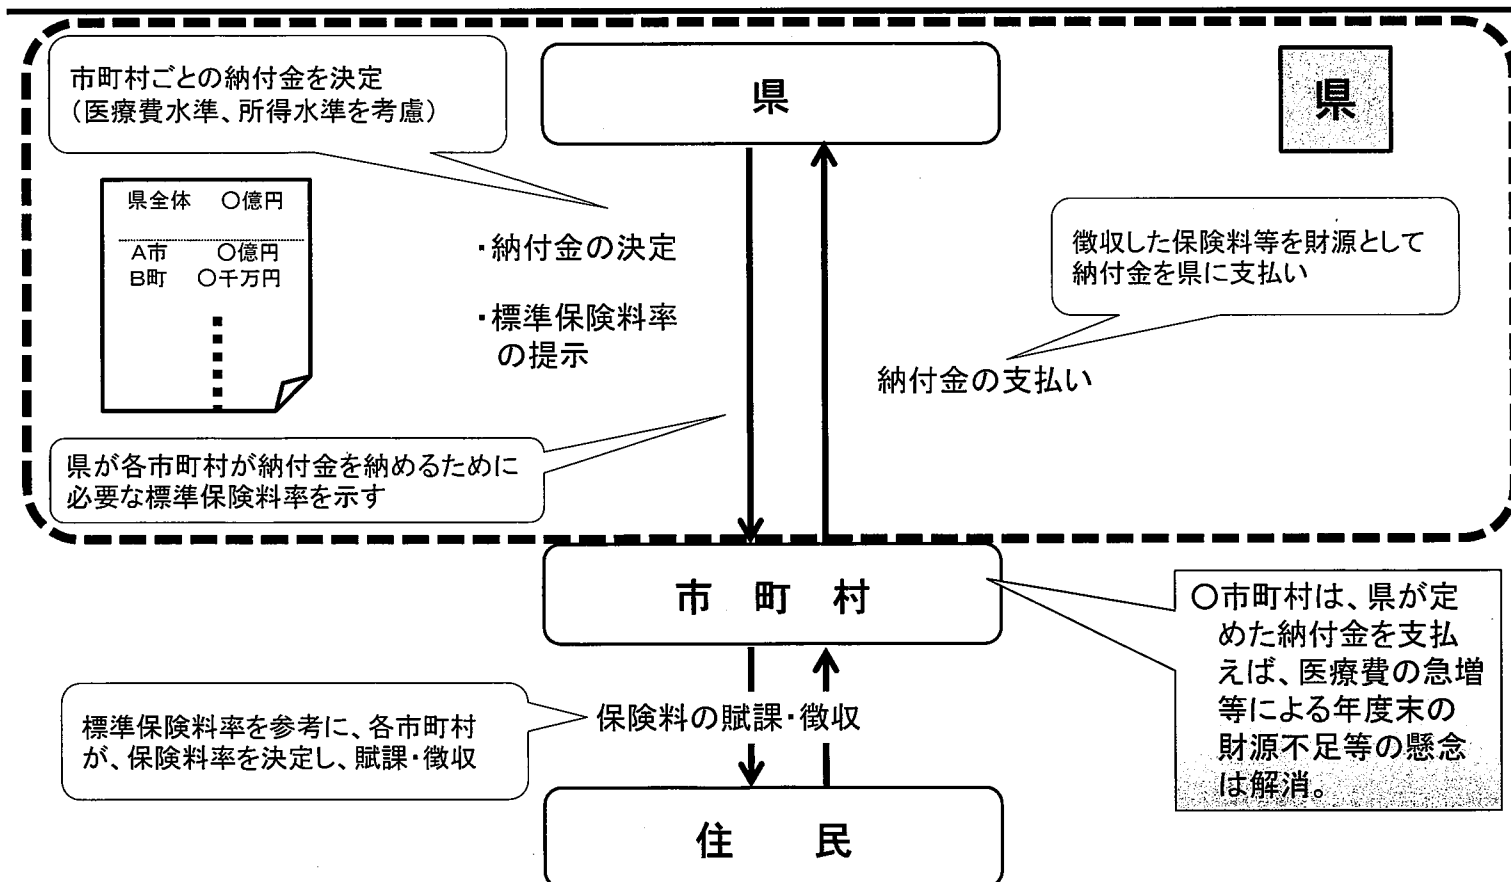 市町村ごとの納付金を決定
（医療費水準、所得水準を考慮）
県
県
県全体　〇億円
A市　〇億円
B町　〇千万円
・納付金の決定
・標準保険料率
の提示
徴収した保険料等を財源として
納付金を県に支払い
納付金の支払い
県が各市町村が納付金を納めるために
必要な標準保険料率を示す
市　町　村
〇市町村は、県が定
めた納付金を支払
えば、医療費の急増
等による年度末の
財源不足等の懸念
は解消。
標準保険料率を参考に、各市町村
が、保険料率を決定し、賦課・徴収
保険料の賦課・徴収
住　民